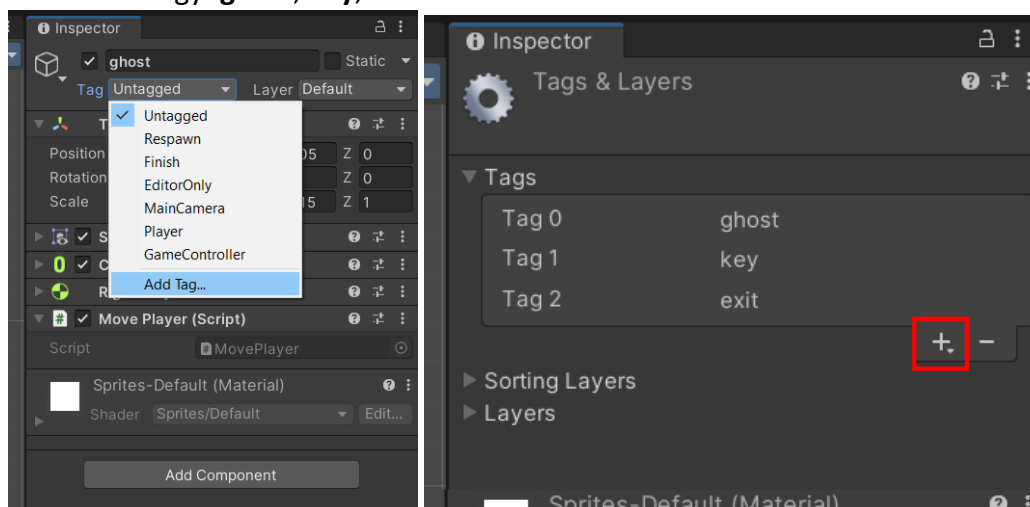 Inspector
ghost
Static
Tag Untagged Layer Default
Untagged
Respawn
Finish
EditorOnly
MainCamera
Player
GameController
Add Tag...
Position Z 0
Rotation Z 0
Scale Z 1
Move Player (Script)
Script MovePlayer
Sprites-Default (Material)
Shader Sprites/Default Edit...
Add Component
Inspector
Tags & Layers
Tags
Tag 0 ghost
Tag 1 key
Tag 2 exit
Sorting Layers
Layers
Sprites-Default (Material)